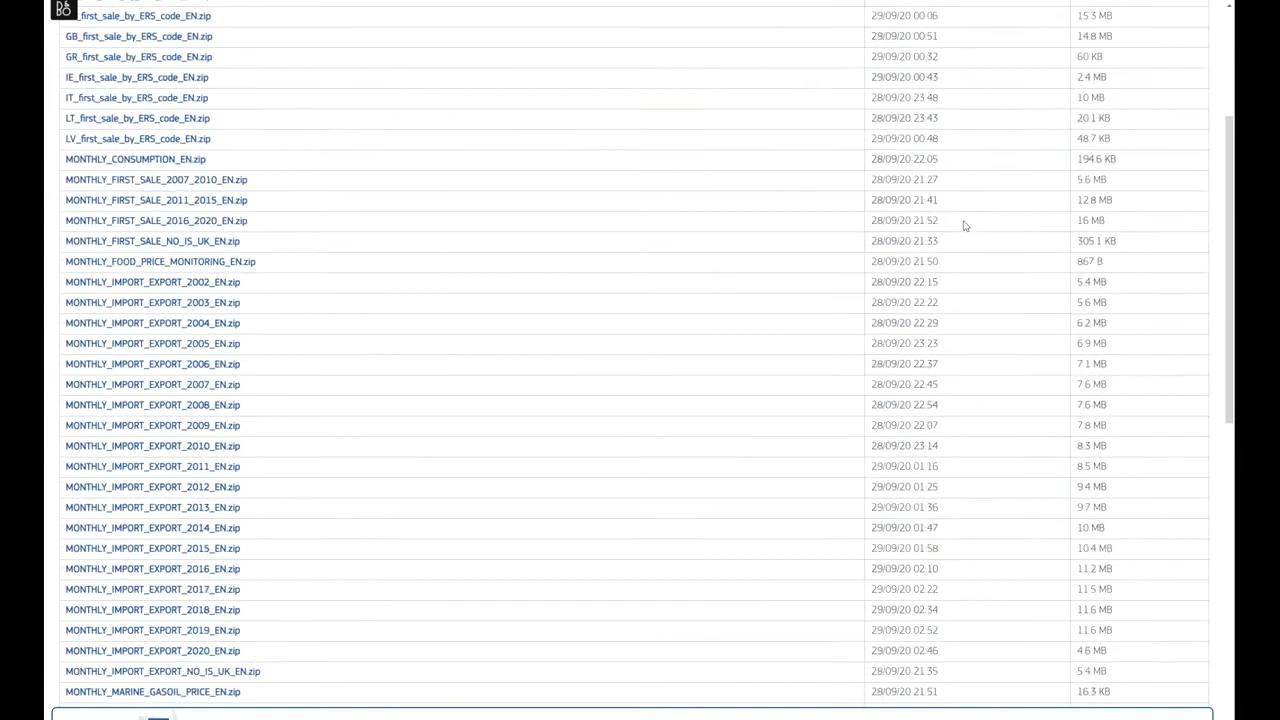 B&O
_first_sale_by_ERS_code_EN.zip 29/09/20 00:06 15.3 MB
GB_first_sale_by_ERS_code_EN.zip 29/09/20 00:51 14.8 MB
GR_first_sale_by_ERS_code_EN.zip 29/09/20 00:32 60 KB
IE_first_sale_by_ERS_code_EN.zip 29/09/20 00:43 2.4 MB
IT_first_sale_by_ERS_code_EN.zip 28/09/20 23:48 10 MB
LT_first_sale_by_ERS_code_EN.zip 28/09/20 23:43 20.1 KB
LV_first_sale_by_ERS_code_EN.zip 29/09/20 00:48 48.7 KB
MONTHLY_CONSUMPTION_EN.zip 28/09/20 22:05 194.6 KB
MONTHLY_FIRST_SALE_2007_2010_EN.zip 28/09/20 21:27 5.6 MB
MONTHLY_FIRST_SALE_2011_2015_EN.zip 28/09/20 21:41 12.8 MB
MONTHLY_FIRST_SALE_2016_2020_EN.zip 28/09/20 21:52 16 MB
MONTHLY_FIRST_SALE_NO_IS_UK_EN.zip 28/09/20 21:33 305.1 KB
MONTHLY_FOOD_PRICE_MONITORING_EN.zip 28/09/20 21:50 867 B
MONTHLY_IMPORT_EXPORT_2002_EN.zip 28/09/20 22:15 5.4 MB
MONTHLY_IMPORT_EXPORT_2003_EN.zip 28/09/20 22:22 5.6 MB
MONTHLY_IMPORT_EXPORT_2004_EN.zip 28/09/20 22:29 6.2 MB
MONTHLY_IMPORT_EXPORT_2005_EN.zip 28/09/20 23:23 6.9 MB
MONTHLY_IMPORT_EXPORT_2006_EN.zip 28/09/20 22:37 7.1 MB
MONTHLY_IMPORT_EXPORT_2007_EN.zip 28/09/20 22:45 7.6 MB
MONTHLY_IMPORT_EXPORT_2008_EN.zip 28/09/20 22:54 7.6 MB
MONTHLY_IMPORT_EXPORT_2009_EN.zip 28/09/20 22:07 7.8 MB
MONTHLY_IMPORT_EXPORT_2010_EN.zip 28/09/20 23:14 8.3 MB
MONTHLY_IMPORT_EXPORT_2011_EN.zip 29/09/20 01:16 8.5 MB
MONTHLY_IMPORT_EXPORT_2012_EN.zip 29/09/20 01:25 9.4 MB
MONTHLY_IMPORT_EXPORT_2013_EN.zip 29/09/20 01:36 9.7 MB
MONTHLY_IMPORT_EXPORT_2014_EN.zip 29/09/20 01:47 10 MB
MONTHLY_IMPORT_EXPORT_2015_EN.zip 29/09/20 01:58 10.4 MB
MONTHLY_IMPORT_EXPORT_2016_EN.zip 29/09/20 02:10 11.2 MB
MONTHLY_IMPORT_EXPORT_2017_EN.zip 29/09/20 02:22 11.5 MB
MONTHLY_IMPORT_EXPORT_2018_EN.zip 29/09/20 02:34 11.6 MB
MONTHLY_IMPORT_EXPORT_2019_EN.zip 29/09/20 02:52 11.6 MB
MONTHLY_IMPORT_EXPORT_2020_EN.zip 29/09/20 02:46 4.6 MB
MONTHLY_IMPORT_EXPORT_NO_IS_UK_EN.zip 28/09/20 21:35 5.4 MB
MONTHLY_MARINE_GASOIL_PRICE_EN.zip 28/09/20 21:51 16.3 KB